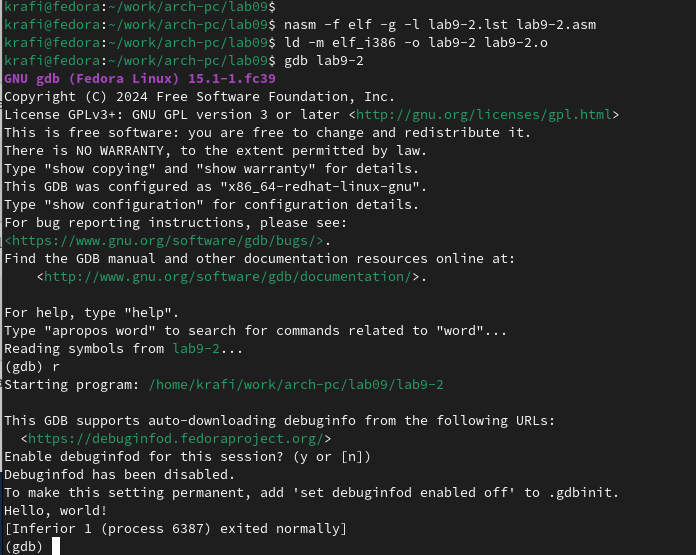 krafi@fedora:~/work/arch-pc/lab09$
krafi@fedora:~/work/arch-pc/lab09$ nasm -f elf -g -l lab9-2.lst lab9-2.asm
krafi@fedora:~/work/arch-pc/lab09$ ld -m elf_i386 -o lab9-2 lab9-2.o
krafi@fedora:~/work/arch-pc/lab09$ gdb lab9-2
GNU gdb (Fedora Linux) 15.1-1.fc39
Copyright (C) 2024 Free Software Foundation, Inc.
License GPLv3+: GNU GPL version 3 or later <http://gnu.org/licenses/gpl.html>
This is free software: you are free to change and redistribute it.
There is NO WARRANTY, to the extent permitted by law.
Type "show copying" and "show warranty" for details.
This GDB was configured as "x86_64-redhat-linux-gnu".
Type "show configuration" for configuration details.
For bug reporting instructions, please see:
<https://www.gnu.org/software/gdb/bugs/>.
Find the GDB manual and other documentation resources online at:
    <http://www.gnu.org/software/gdb/documentation/>.

For help, type "help".
Type "apropos word" to search for commands related to "word"...
Reading symbols from lab9-2...
(gdb) r
Starting program: /home/krafi/work/arch-pc/lab09/lab9-2

This GDB supports auto-downloading debuginfo from the following URLs:
  <https://debuginfod.fedoraproject.org/>
Enable debuginfod for this session? (y or [n])
Debuginfod has been disabled.
To make this setting permanent, add 'set debuginfod enabled off' to .gdbinit.
Hello, world!
[Inferior 1 (process 6387) exited normally]
(gdb)